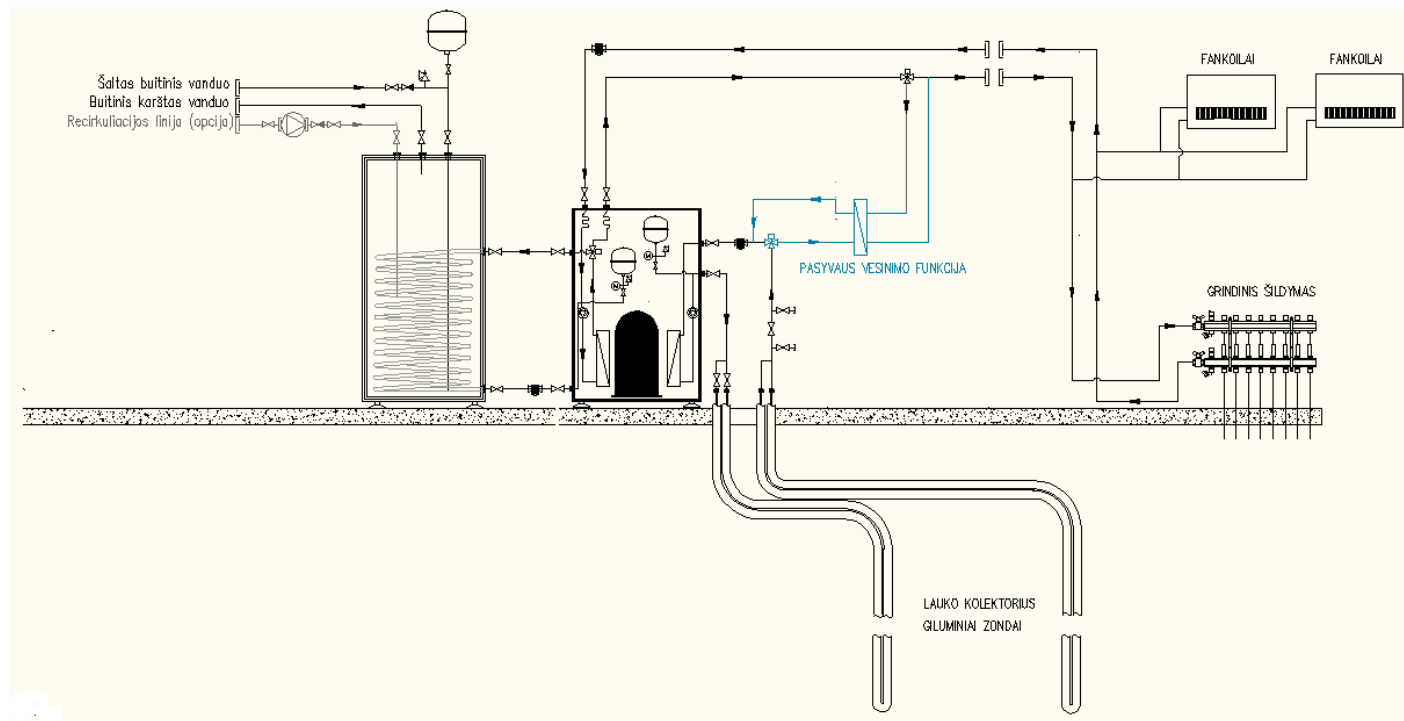 Šaltas buitinis vanduo
Buitinis karštas vanduo
Recirkuliacijos linija (opcija)
FANKOILAI
FANKOILAI
PASYVAUS VĖSINIMO FUNKCIJA
GRINDINIS ŠILDYMAS
LAUKO KOLEKTORIUS
GILUMINIAI ZONDAI